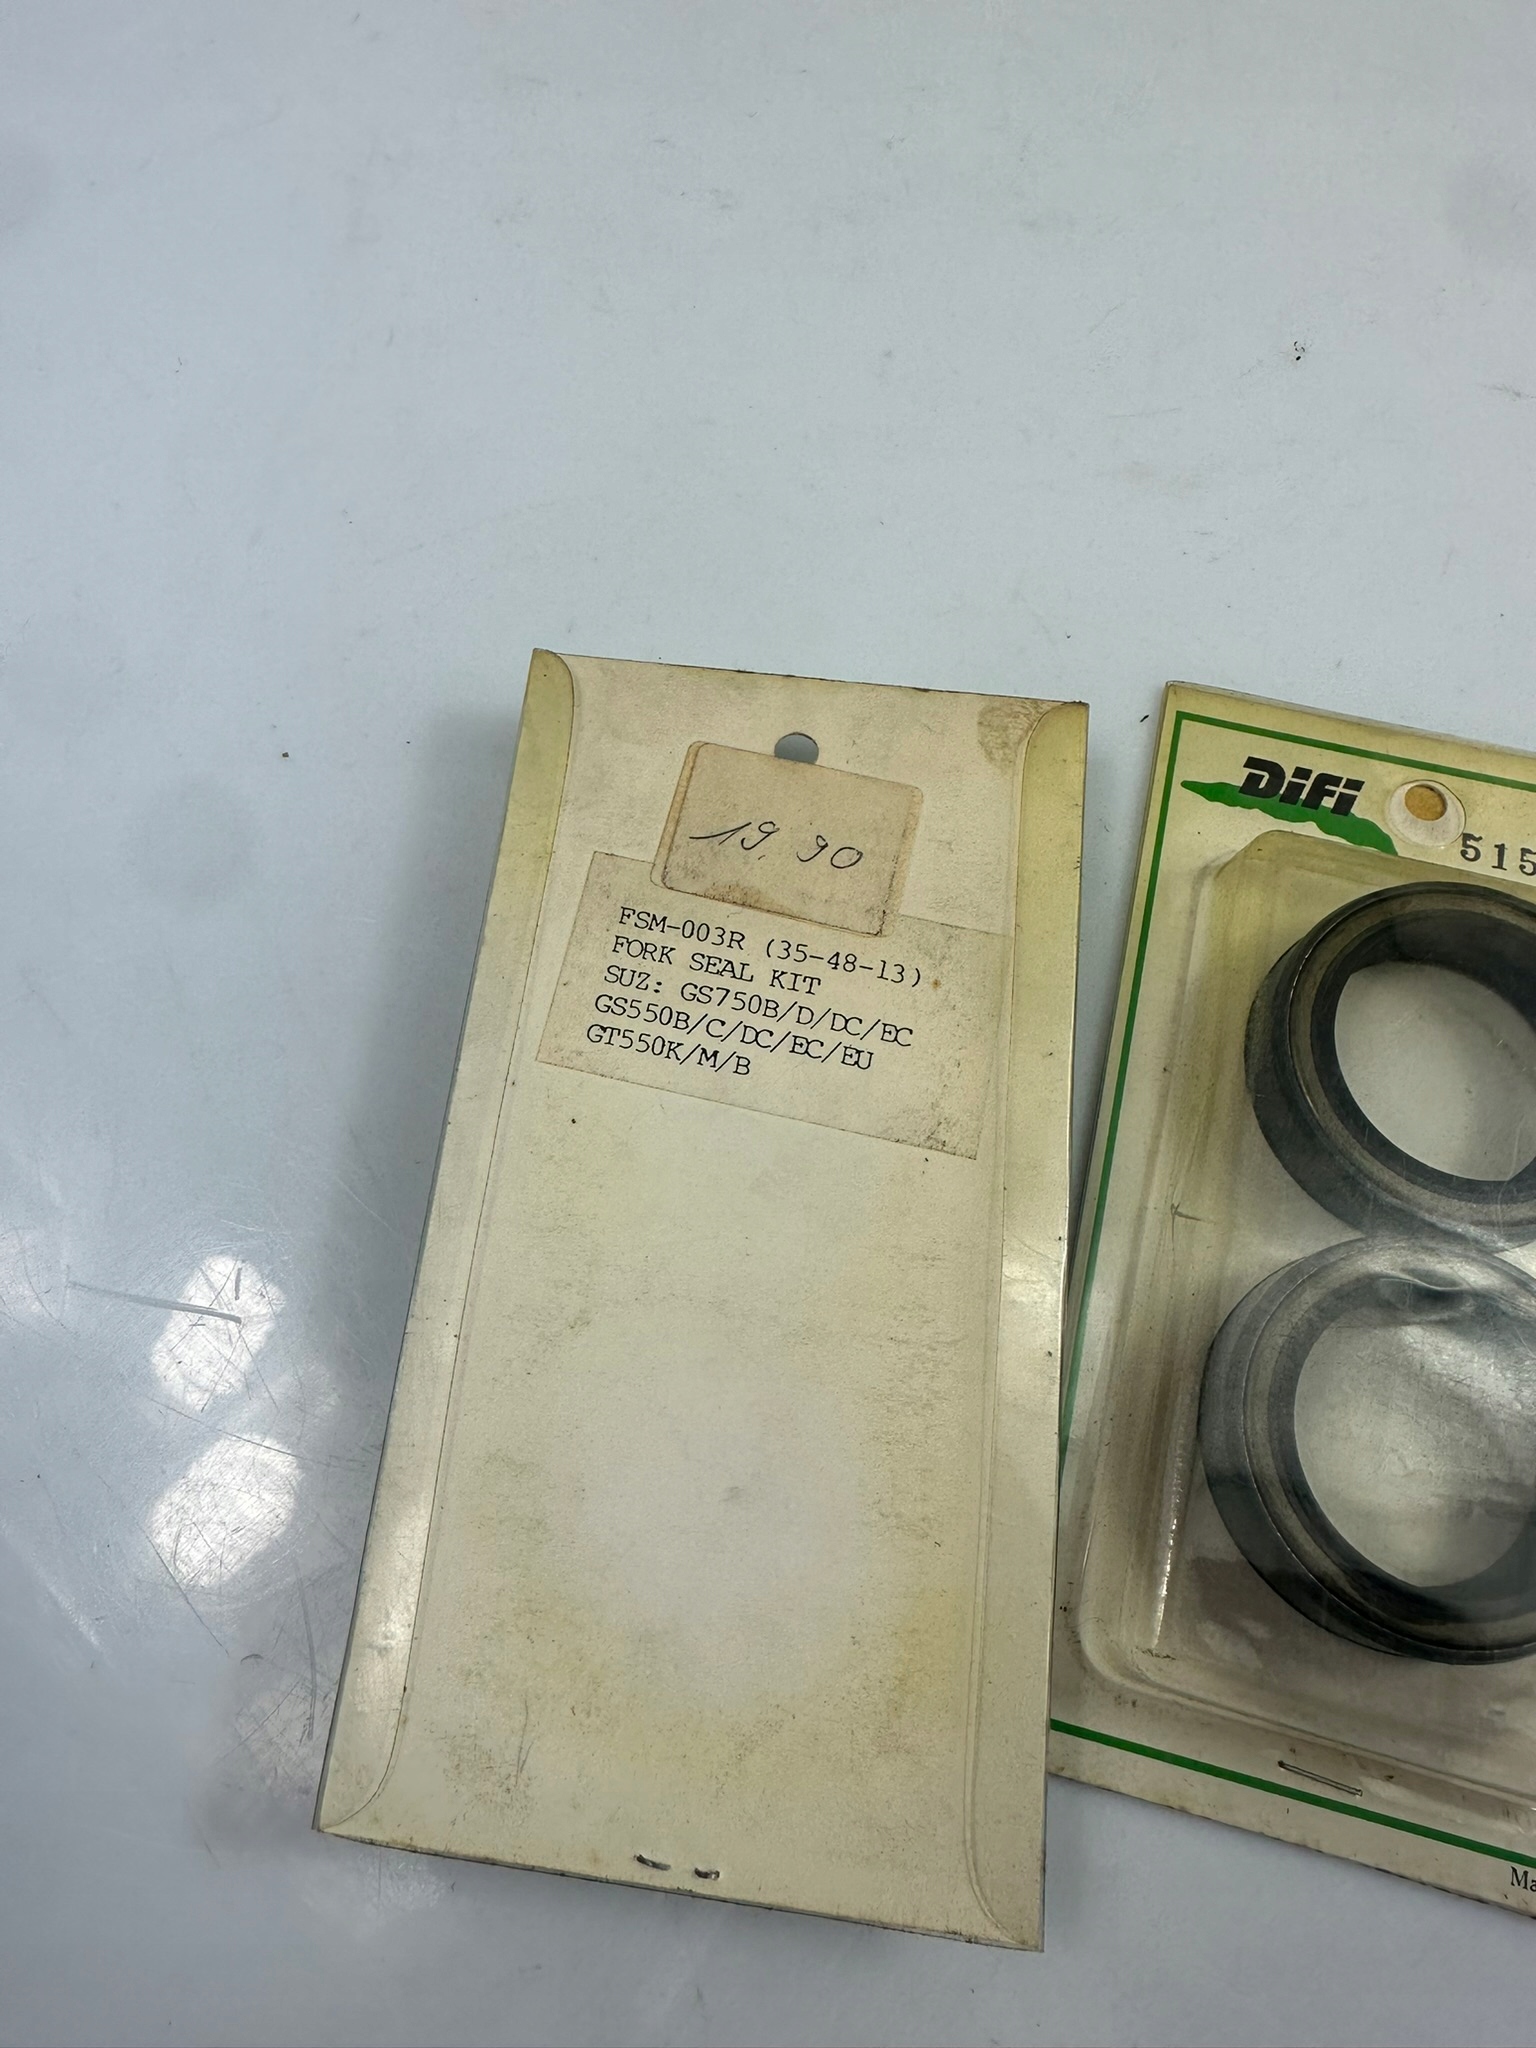 19.90
FSM-003R (35-48-13)
FORK SEAL KIT
SUZ: GS750B/D/DC/EC
GS550B/C/DC/EC/EU
GT550K/M/B
DiFi
515